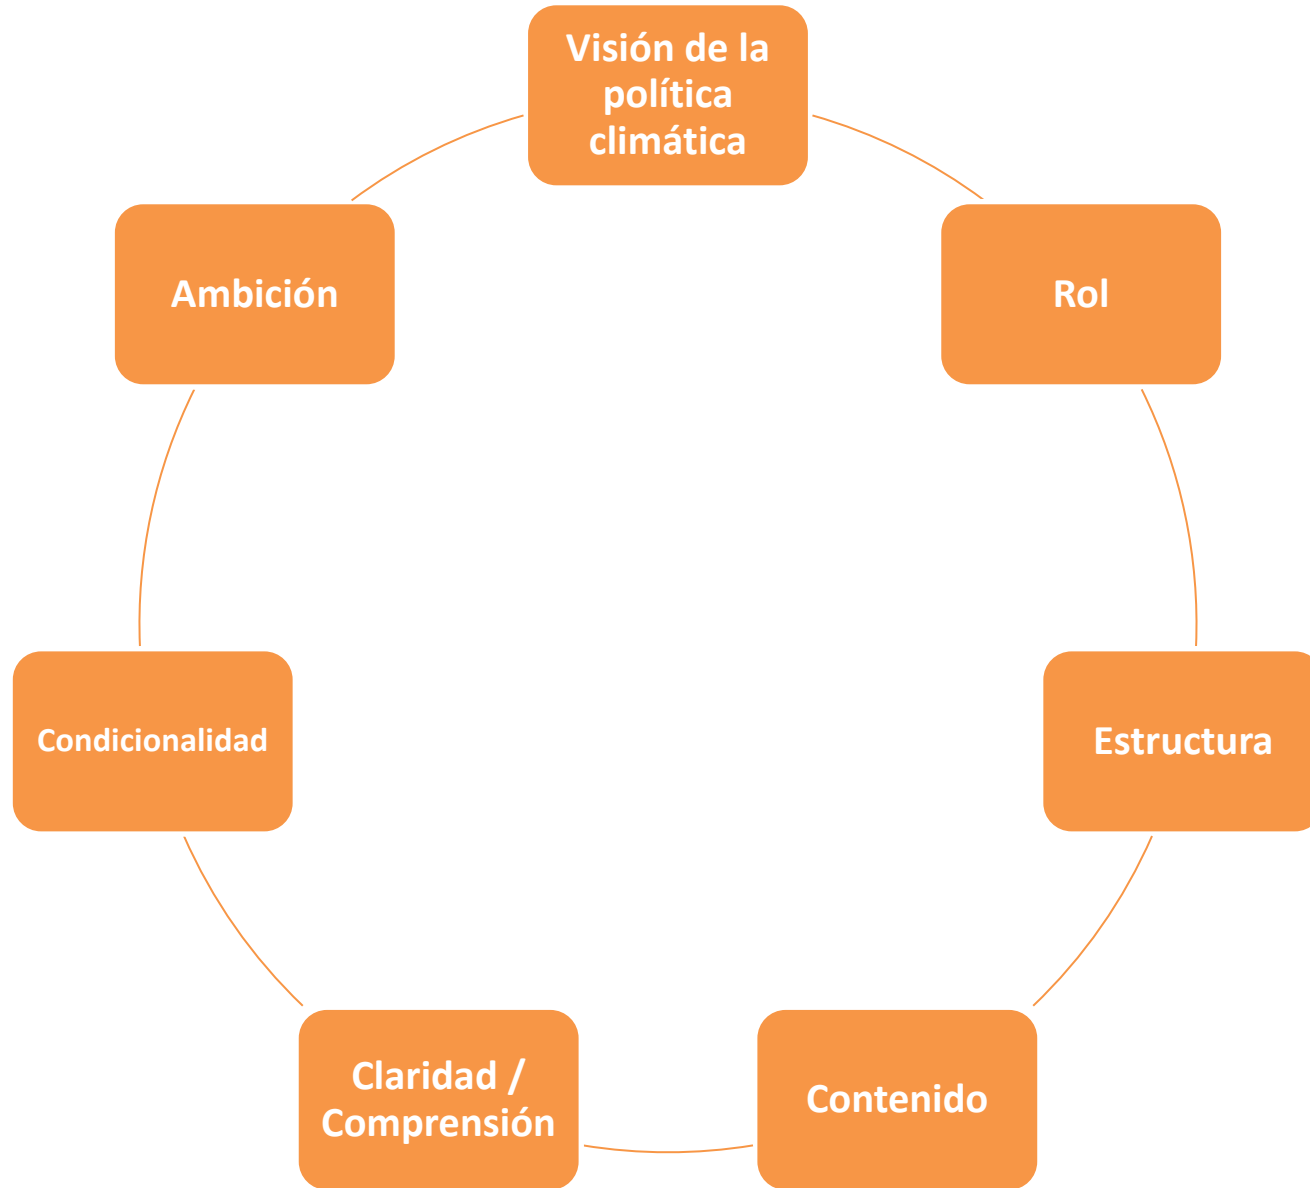 Visión de la
política
climática
Rol
Estructura
Contenido
Claridad /
Comprensión
Condicionalidad
Ambición